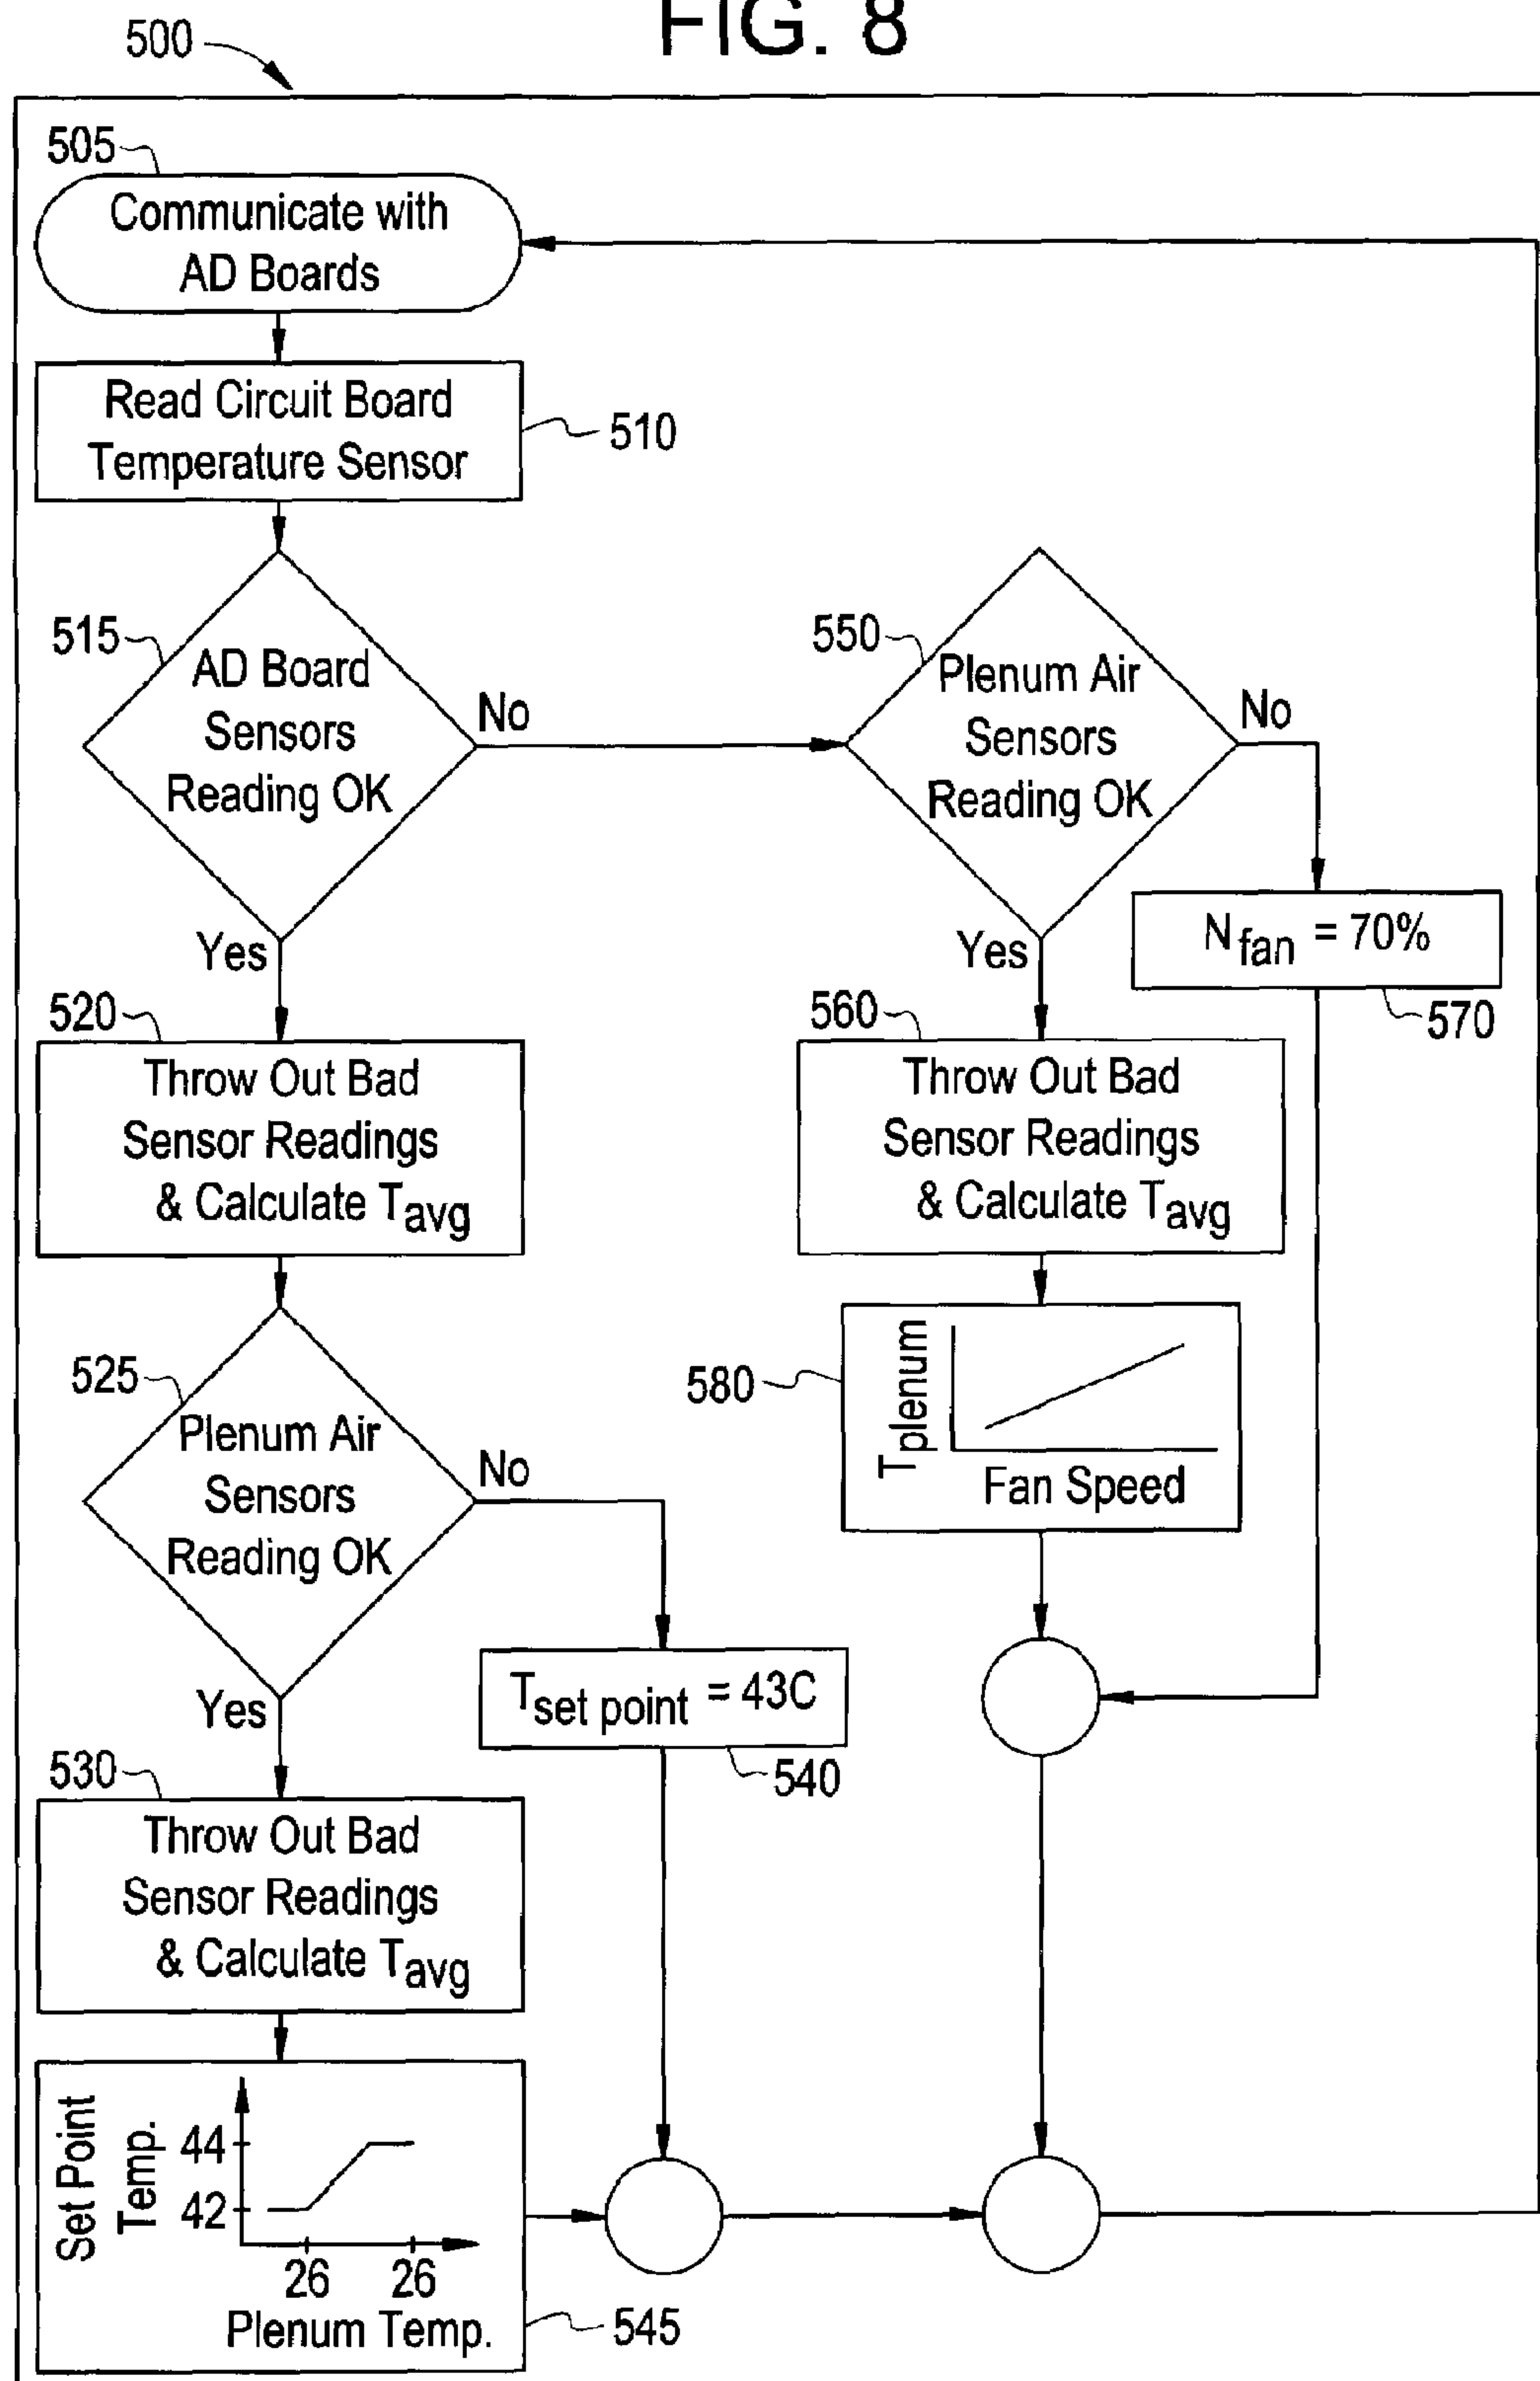 FIG. 8
500
505
Communicate with
AD Boards
Read Circuit Board
Temperature Sensor
510
515
AD Board
Sensors
Reading OK
No
Yes
550
Plenum Air
Sensors
Reading OK
No
Yes
N fan = 70%
570
520
Throw Out Bad
Sensor Readings
& Calculate Tavg
560
Throw Out Bad
Sensor Readings
& Calculate Tavg
525
Plenum Air
Sensors
Reading OK
No
Yes
580
Tplenum
Fan Speed
Tset point = 43C
540
530
Throw Out Bad
Sensor Readings
& Calculate Tavg
Set Point
Temp.
44
42
26 26
Plenum Temp.
545